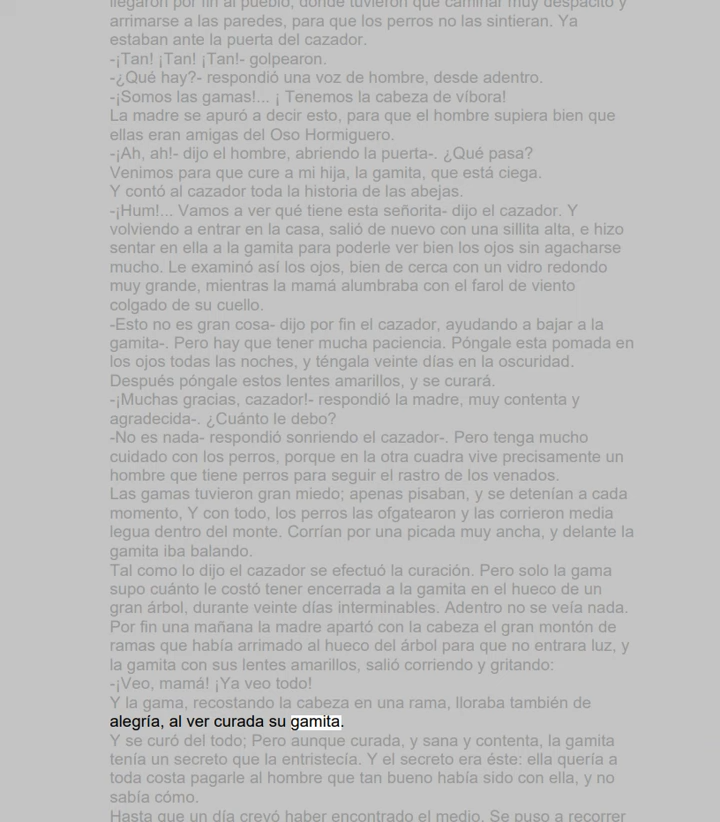 llegaron por fin al pueblo, donde tuvieron que caminar muy despacito y
arrimarse a las paredes, para que los perros no las sintieran. Ya
estaban ante la puerta del cazador.
-¡Tan! ¡Tan! ¡Tan!- golpearon.
-¿Qué hay?- respondió una voz de hombre, desde adentro.
-¡Somos las gamas!... ¡ Tenemos la cabeza de víbora!
La madre se apuró a decir esto, para que el hombre supiera bien que
ellas eran amigas del Oso Hormiguero.
-¡Ah, ah!- dijo el hombre, abriendo la puerta-. ¿Qué pasa?
Venimos para que cure a mi hija, la gamita, que está ciega.
Y contó al cazador toda la historia de las abejas.
-¡Hum!... Vamos a ver qué tiene esta señorita- dijo el cazador. Y
volviendo a entrar en la casa, salió de nuevo con una sillita alta, e hizo
sentar en ella a la gamita para poderle ver bien los ojos sin agacharse
mucho. Le examinó así los ojos, bien de cerca con un vidro redondo
muy grande, mientras la mamá alumbraba con el farol de viento
colgado de su cuello.
-Esto no es gran cosa- dijo por fin el cazador, ayudando a bajar a la
gamita-. Pero hay que tener mucha paciencia. Póngale esta pomada en
los ojos todas las noches, y téngala veinte días en la oscuridad.
Después póngale estos lentes amarillos, y se curará.
-¡Muchas gracias, cazador!- respondió la madre, muy contenta y
agradecida-. ¿Cuánto le debo?
-No es nada- respondió sonriendo el cazador-. Pero tenga mucho
cuidado con los perros, porque en la otra cuadra vive precisamente un
hombre que tiene perros para seguir el rastro de los venados.
Las gamas tuvieron gran miedo; apenas pisaban, y se detenían a cada
momento, Y con todo, los perros las ofgatearon y las corrieron media
legua dentro del monte. Corrían por una picada muy ancha, y delante la
gamita iba balando.
Tal como lo dijo el cazador se efectuó la curación. Pero solo la gama
supo cuánto le costó tener encerrada a la gamita en el hueco de un
gran árbol, durante veinte días interminables. Adentro no se veía nada.
Por fin una mañana la madre apartó con la cabeza el gran montón de
ramas que había arrimado al hueco del árbol para que no entrara luz, y
la gamita con sus lentes amarillos, salió corriendo y gritando:
-¡Veo, mamá! ¡Ya veo todo!
Y la gama, recostando la cabeza en una rama, lloraba también de
alegría, al ver curada su gamita.
Y se curó del todo; Pero aunque curada, y sana y contenta, la gamita
tenía un secreto que la entristecía. Y el secreto era éste: ella quería a
toda costa pagarle al hombre que tan bueno había sido con ella, y no
sabía cómo.
Hasta que un día creyó haber encontrado el medio. Se puso a recorrer